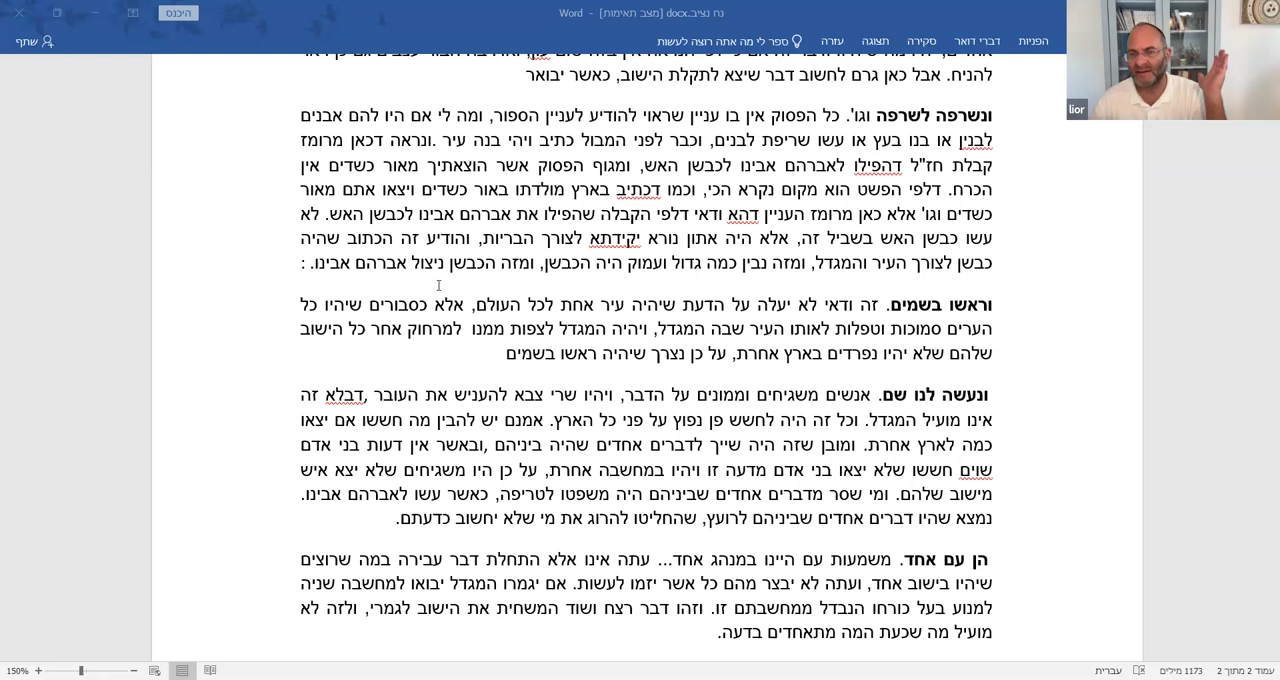 נח נציב.docx [מצב תאימות] - Word
היכנס
הפניות דברי דואר סקירה תצוגה עזרה ספר לי מה אתה רוצה לעשות שתף
lior
להניח. אבל כאן גרם לחשוב דבר שיצא לתקלת הישוב, כאשר יבואר
ונשרפה לשרפה וגו'. כל הפסוק אין בו עניין שראוי להודיע לעניין הספור, ומה לי אם היו להם אבנים
לבנין או בנו בעץ או עשו שריפת לבנים, וכבר לפני המבול כתיב ויהי בנה עיר .ונראה דכאן מרומז
קבלת חז"ל דהפילו לאברהם אבינו לכבשן האש, ומגוף הפסוק אשר הוצאתיך מאור כשדים אין
הכרח. דלפי הפשט הוא מקום נקרא הכי, וכמו דכתיב בארץ מולדתו באור כשדים ויצאו אתם מאור
כשדים וגו' אלא כאן מרומז העניין דהא ודאי דלפי הקבלה שהפילו את אברהם אבינו לכבשן האש. לא
עשו כבשן האש בשביל זה, אלא היה אתון נורא יקידתא לצורך הבריות, והודיע זה הכתוב שהיה
כבשן לצורך העיר והמגדל, ומזה נבין כמה גדול ועמוק היה הכבשן, ומזה הכבשן ניצול אברהם אבינו. :
וראשו בשמים. זה ודאי לא יעלה על הדעת שיהיה עיר אחת לכל העולם, אלא כסבורים שיהיו כל
הערים סמוכות וטפלות לאותו העיר שבה המגדל, ויהיה המגדל לצפות ממנו למרחוק אחר כל הישוב
שלהם שלא יהיו נפרדים בארץ אחרת, על כן נצרך שיהיה ראשו בשמים
ונעשה לנו שם. אנשים משגיחים וממונים על הדבר, ויהיו שרי צבא להעניש את העובר ,דבלא זה
אינו מועיל המגדל. וכל זה היה לחשש פן נפוץ על פני כל הארץ. אמנם יש להבין מה חששו אם יצאו
כמה לארץ אחרת. ומובן שזה היה שייך לדברים אחדים שהיה ביניהם ,ובאשר אין דעות בני אדם
שוים חששו שלא יצאו בני אדם מדעה זו ויהיו במחשבה אחרת, על כן היו משגיחים שלא יצא איש
מישוב שלהם. ומי שסר מדברים אחדים שביניהם היה משפטו לטריפה, כאשר עשו לאברהם אבינו.
נמצא שהיו דברים אחדים שביניהם לרועץ, שהחליטו להרוג את מי שלא יחשוב כדעתם.
הן עם אחד. משמעות עם היינו במנהג אחד... עתה אינו אלא התחלת דבר עבירה במה שרוצים
שיהיו בישוב אחד, ועתה לא יבצר מהם כל אשר יזמו לעשות. אם יגמרו המגדל יבואו למחשבה שניה
למנוע בעל כורחו הנבדל ממחשבתם זו. וזהו דבר רצח ושוד המשחית את הישוב לגמרי, ולזה לא
מועיל מה שכעת המה מתאחדים בדעה.
עמוד 2 מתוך 2 1173 מילים עברית 150%